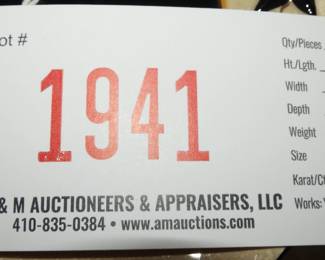 ot #
1941
& M AUCTIONEERS & APPRAISERS, LLC
410-835-0384 • www.amauctions.com
Qty/Pieces
Ht./Lgth.
Width
Depth
Weight
Size
Karat/Ct
Works: